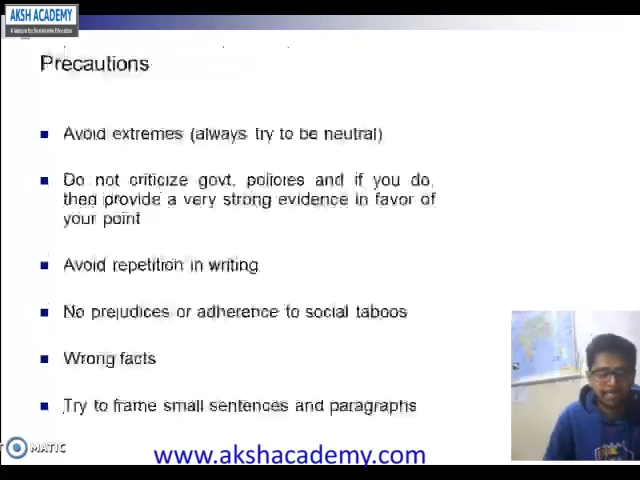 AKSH ACADEMY
Precautions
Avoid extremes (always try to be neutral)
Do not criticize govt. policies and if you do,
then provide a very strong evidence in favor of
your point
Avoid repetition in writing
No prejudices or adherence to social taboos
Wrong facts
Try to frame small sentences and paragraphs
MATIC
www.akshacademy.com